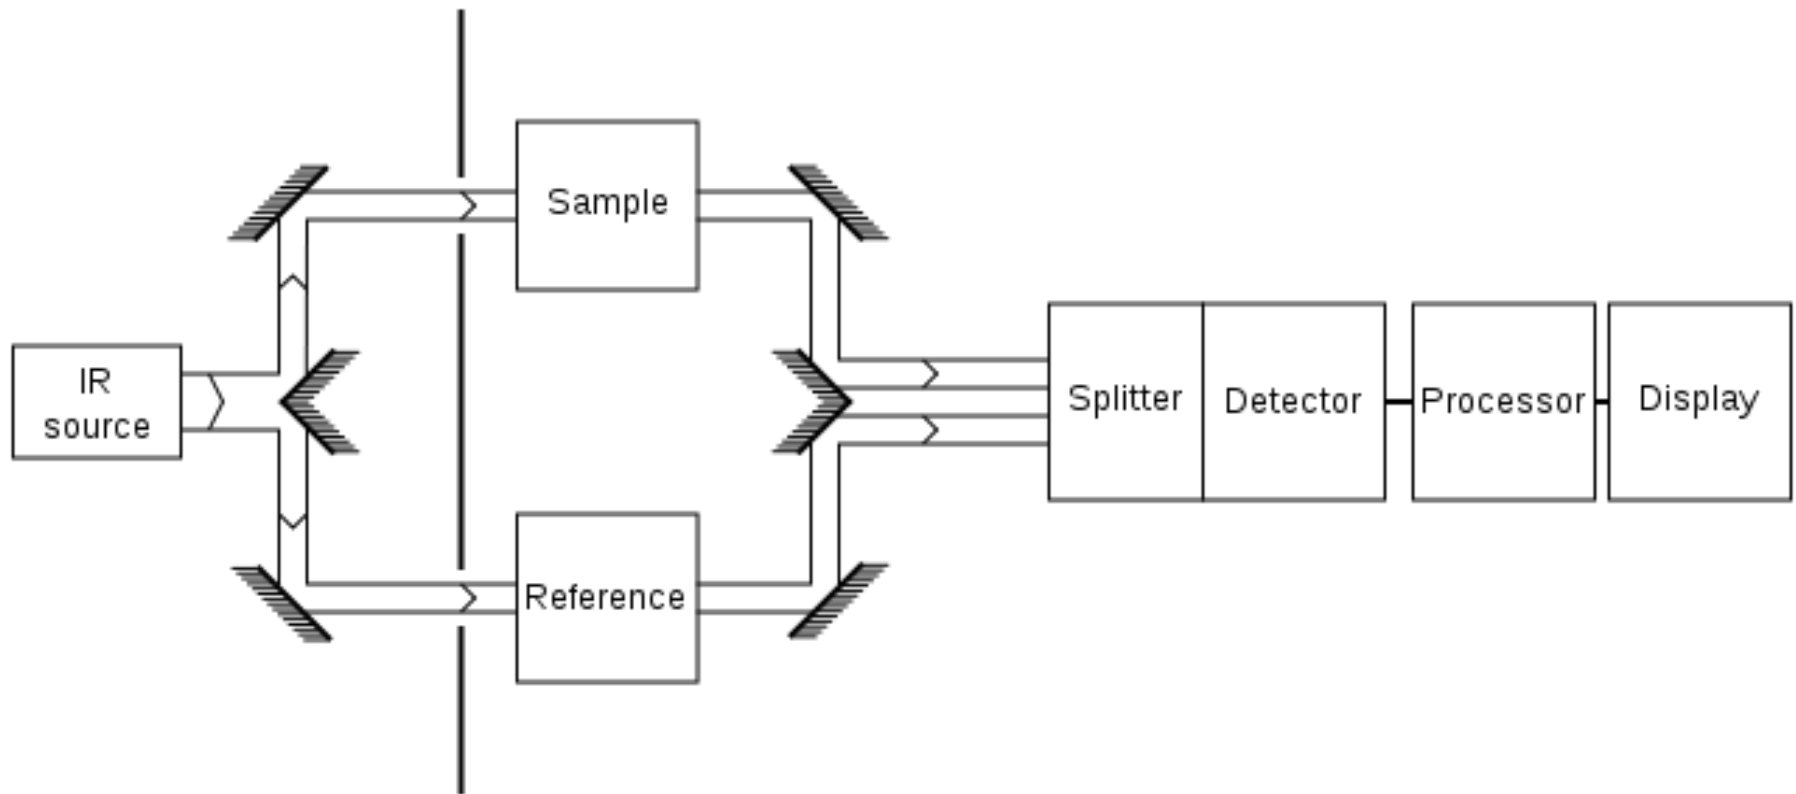 Sample
IR
source
Splitter
Detector
Processor
Display
Reference